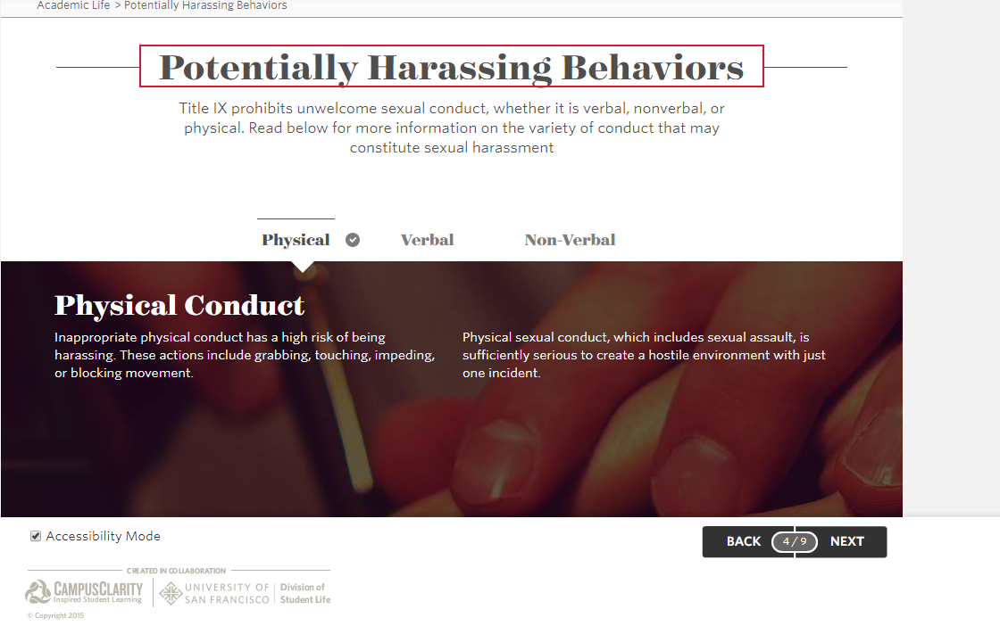 Academic Life > Potentially Harassing Behaviors
Potentially Harassing Behaviors
Title IX prohibits unwelcome sexual conduct, whether it is verbal, nonverbal, or
physical. Read below for more information on the variety of conduct that may
constitute sexual harassment
Physical
Verbal
Non-Verbal
Physical Conduct
Inappropriate physical conduct has a high risk of being
harassing. These actions include grabbing, touching, impeding,
or blocking movement.
Physical sexual conduct, which includes sexual assault, is
sufficiently serious to create a hostile environment with just
one incident.
Accessibility Mode
BACK
4 / 9
NEXT
CREATED IN COLLABORATION
CAMPUSCLARITY
Inspired Student Learning
UNIVERSITY OF
SAN FRANCISCO
Division of
Student Life
© Copyright 2015